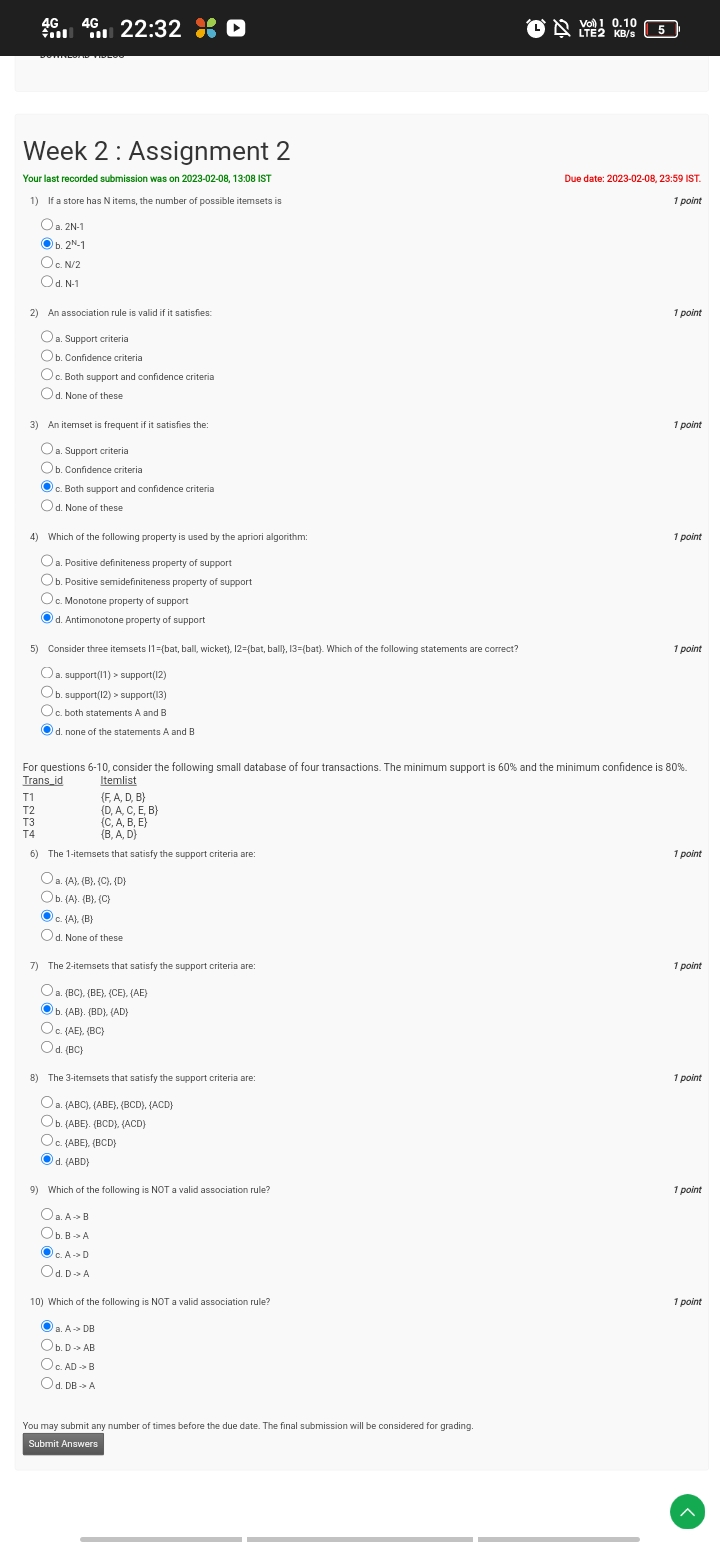 4G 4G 22:32 Vo)) 1 LTE2 0.10 KB/s 5
Week 2 : Assignment 2
Your last recorded submission was on 2023-02-08, 13:08 IST Due date: 2023-02-08, 23:59 IST.
1) If a store has N items, the number of possible itemsets is 1 point
a. 2N-1
b. 2ᴺ-1
c. N/2
d. N-1
2) An association rule is valid if it satisfies: 1 point
a. Support criteria
b. Confidence criteria
c. Both support and confidence criteria
d. None of these
3) An itemset is frequent if it satisfies the: 1 point
a. Support criteria
b. Confidence criteria
c. Both support and confidence criteria
d. None of these
4) Which of the following property is used by the apriori algorithm: 1 point
a. Positive definiteness property of support
b. Positive semidefiniteness property of support
c. Monotone property of support
d. Antimonotone property of support
5) Consider three itemsets I1={bat, ball, wicket}, I2={bat, ball}, I3={bat}. Which of the following statements are correct? 1 point
a. support(I1) > support(I2)
b. support(I2) > support(I3)
c. both statements A and B
d. none of the statements A and B
For questions 6-10, consider the following small database of four transactions. The minimum support is 60% and the minimum confidence is 80%.
Trans_id Itemlist
T1 {F, A, D, B}
T2 {D, A, C, E, B}
T3 {C, A, B, E}
T4 {B, A, D}
6) The 1-itemsets that satisfy the support criteria are: 1 point
a. {A}, {B}, {C}, {D}
b. {A}. {B}, {C}
c. {A}, {B}
d. None of these
7) The 2-itemsets that satisfy the support criteria are: 1 point
a. {BC}, {BE}, {CE}, {AE}
b. {AB}. {BD}, {AD}
c. {AE}, {BC}
d. {BC}
8) The 3-itemsets that satisfy the support criteria are: 1 point
a. {ABC}, {ABE}, {BCD}, {ACD}
b. {ABE}. {BCD}, {ACD}
c. {ABE}, {BCD}
d. {ABD}
9) Which of the following is NOT a valid association rule? 1 point
a. A -> B
b. B -> A
c. A -> D
d. D -> A
10) Which of the following is NOT a valid association rule? 1 point
a. A -> DB
b. D -> AB
c. AD -> B
d. DB -> A
You may submit any number of times before the due date. The final submission will be considered for grading.
Submit Answers